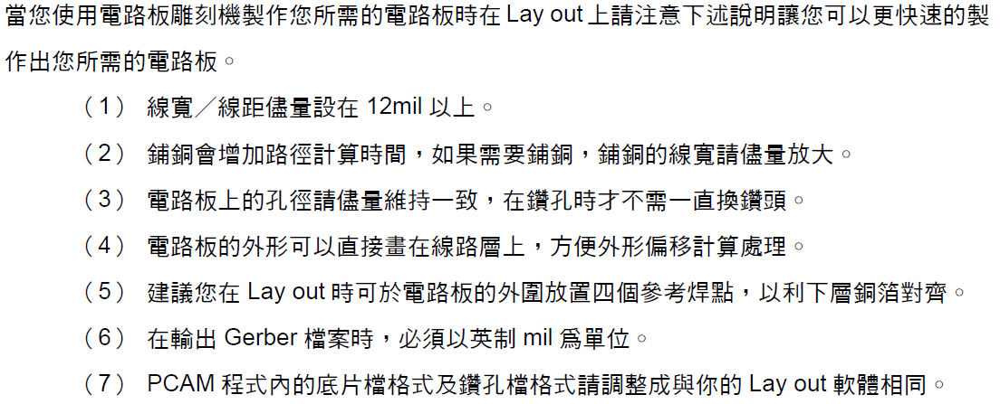 當您使用電路板雕刻機製作您所需的電路板時在 Lay out 上請注意下述說明讓您可以更快速的製
作出您所需的電路板。
（1） 線寬／線距儘量設在 12mil 以上。
（2） 鋪銅會增加路徑計算時間，如果需要鋪銅，鋪銅的線寬請儘量放大。
（3） 電路板上的孔徑請儘量維持一致，在鑽孔時才不需一直換鑽頭。
（4） 電路板的外形可以直接畫在線路層上，方便外形偏移計算處理。
（5） 建議您在 Lay out 時可於電路板的外圍放置四個參考焊點，以利下層銅箔對齊。
（6） 在輸出 Gerber 檔案時，必須以英制 mil 為單位。
（7） PCAM 程式內的底片檔格式及鑽孔檔格式請調整成與你的 Lay out 軟體相同。